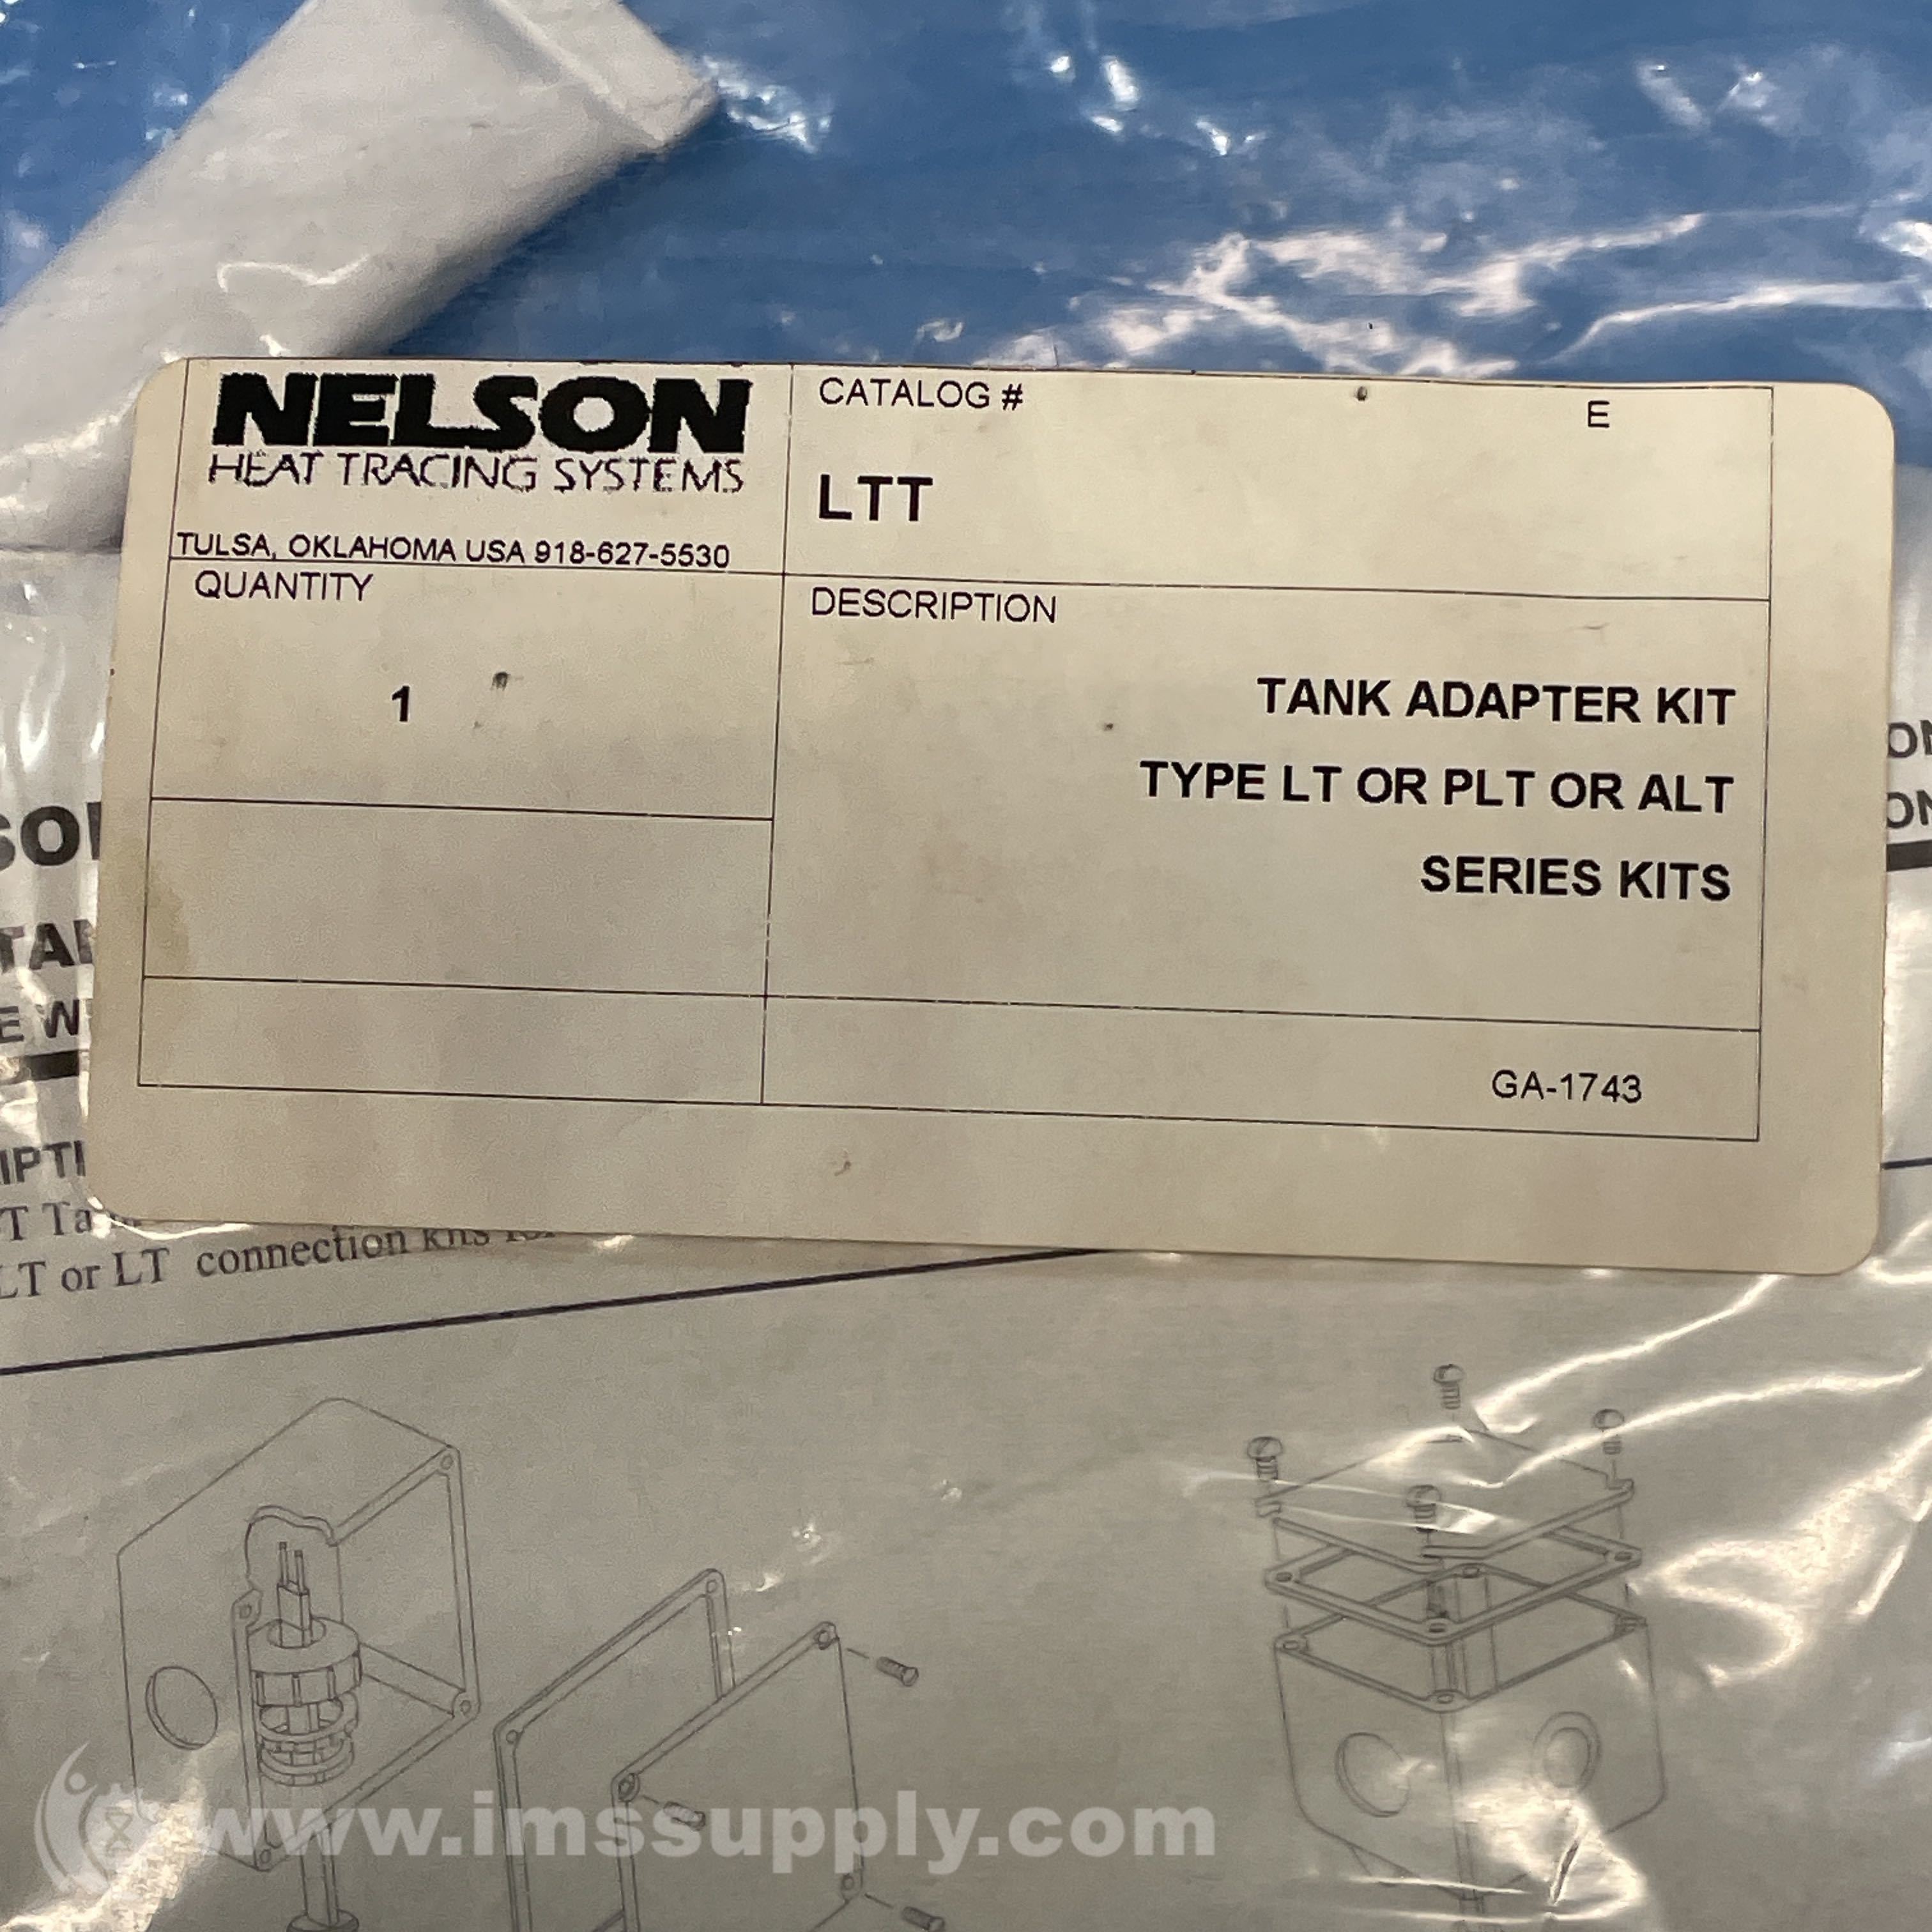 NELSON
HEAT TRACING SYSTEMS
TULSA, OKLAHOMA USA 918-627-5530
CATALOG #
E
LTT
QUANTITY
1
DESCRIPTION
TANK ADAPTER KIT
TYPE LT OR PLT OR ALT
SERIES KITS
GA-1743
LT or LT connection kits
www.imssupply.com